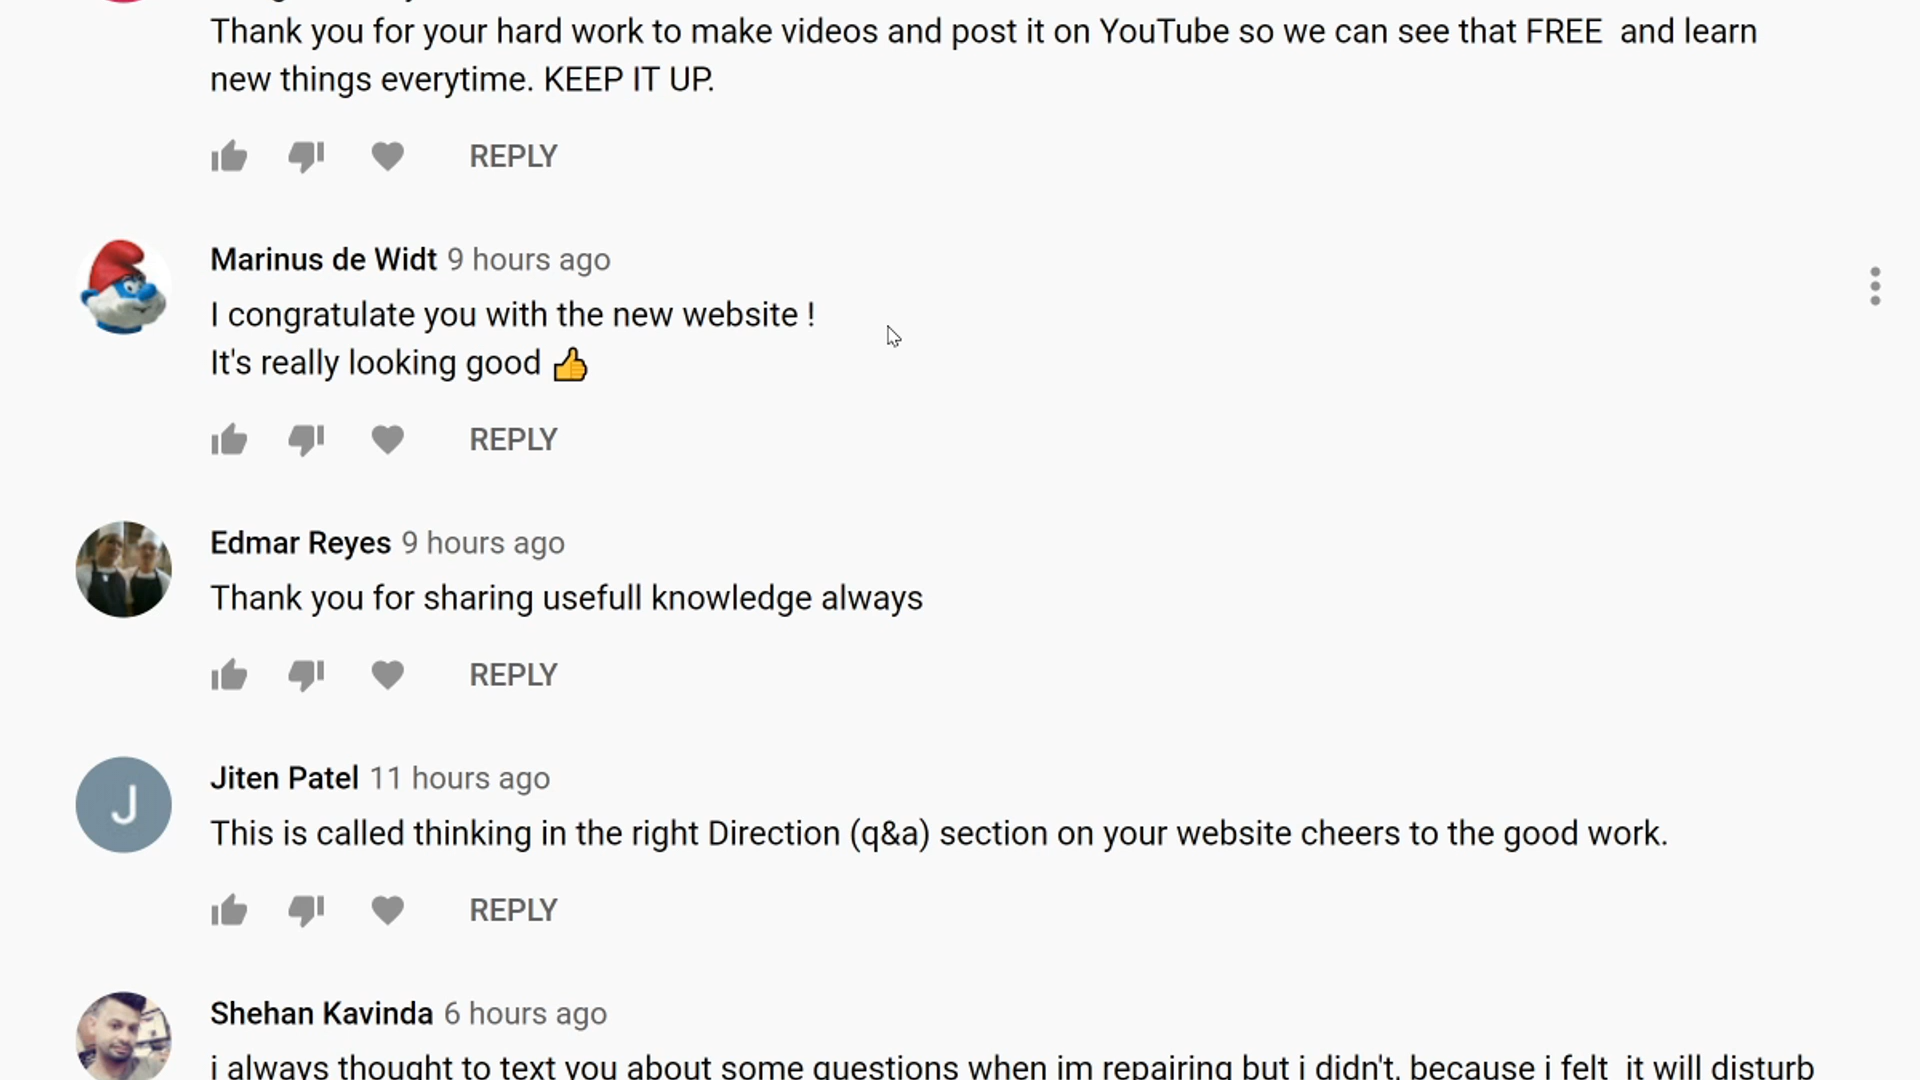 Thank you for your hard work to make videos and post it on YouTube so we can see that FREE  and learn
new things everytime. KEEP IT UP.
REPLY
Marinus de Widt 9 hours ago
I congratulate you with the new website !
It's really looking good 👍
REPLY
Edmar Reyes 9 hours ago
Thank you for sharing usefull knowledge always
REPLY
J
Jiten Patel 11 hours ago
This is called thinking in the right Direction (q&a) section on your website cheers to the good work.
REPLY
Shehan Kavinda 6 hours ago
i always thought to text you about some questions when im repairing but i didn't, because i felt  it will disturb